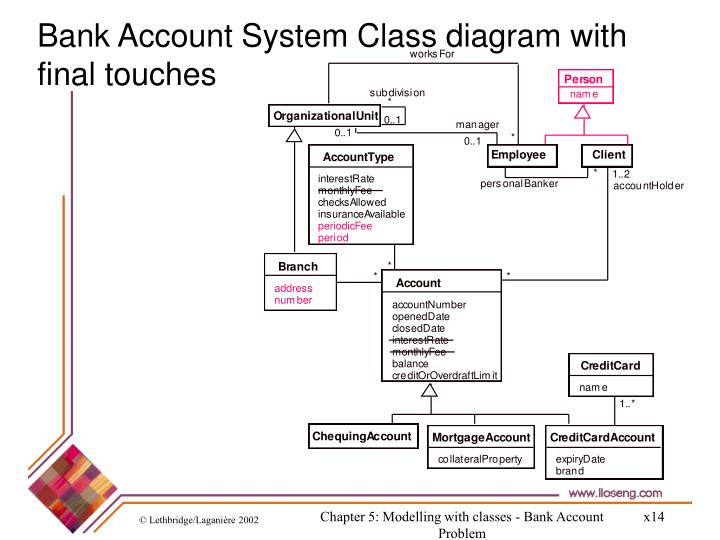 Bank Account System Class diagram with
final touches
worksFor
Person
name
subdivision
*
OrganizationalUnit
0..1
0..1
manager
0..1
*
Employee
Client
personalBanker
*
1..2
accountHolder
AccountType
interestRate
monthlyFee
checksAllowed
insuranceAvailable
periodicFee
period
Branch
address
number
*
*
*
Account
accountNumber
openedDate
closedDate
interestRate
monthlyFee
balance
creditOrOverdraftLimit
CreditCard
name
1..*
ChequingAccount
MortgageAccount
collateralProperty
CreditCardAccount
expiryDate
brand
www.lloseng.com
© Lethbridge/Laganière 2002
Chapter 5: Modelling with classes - Bank Account
Problem
x14